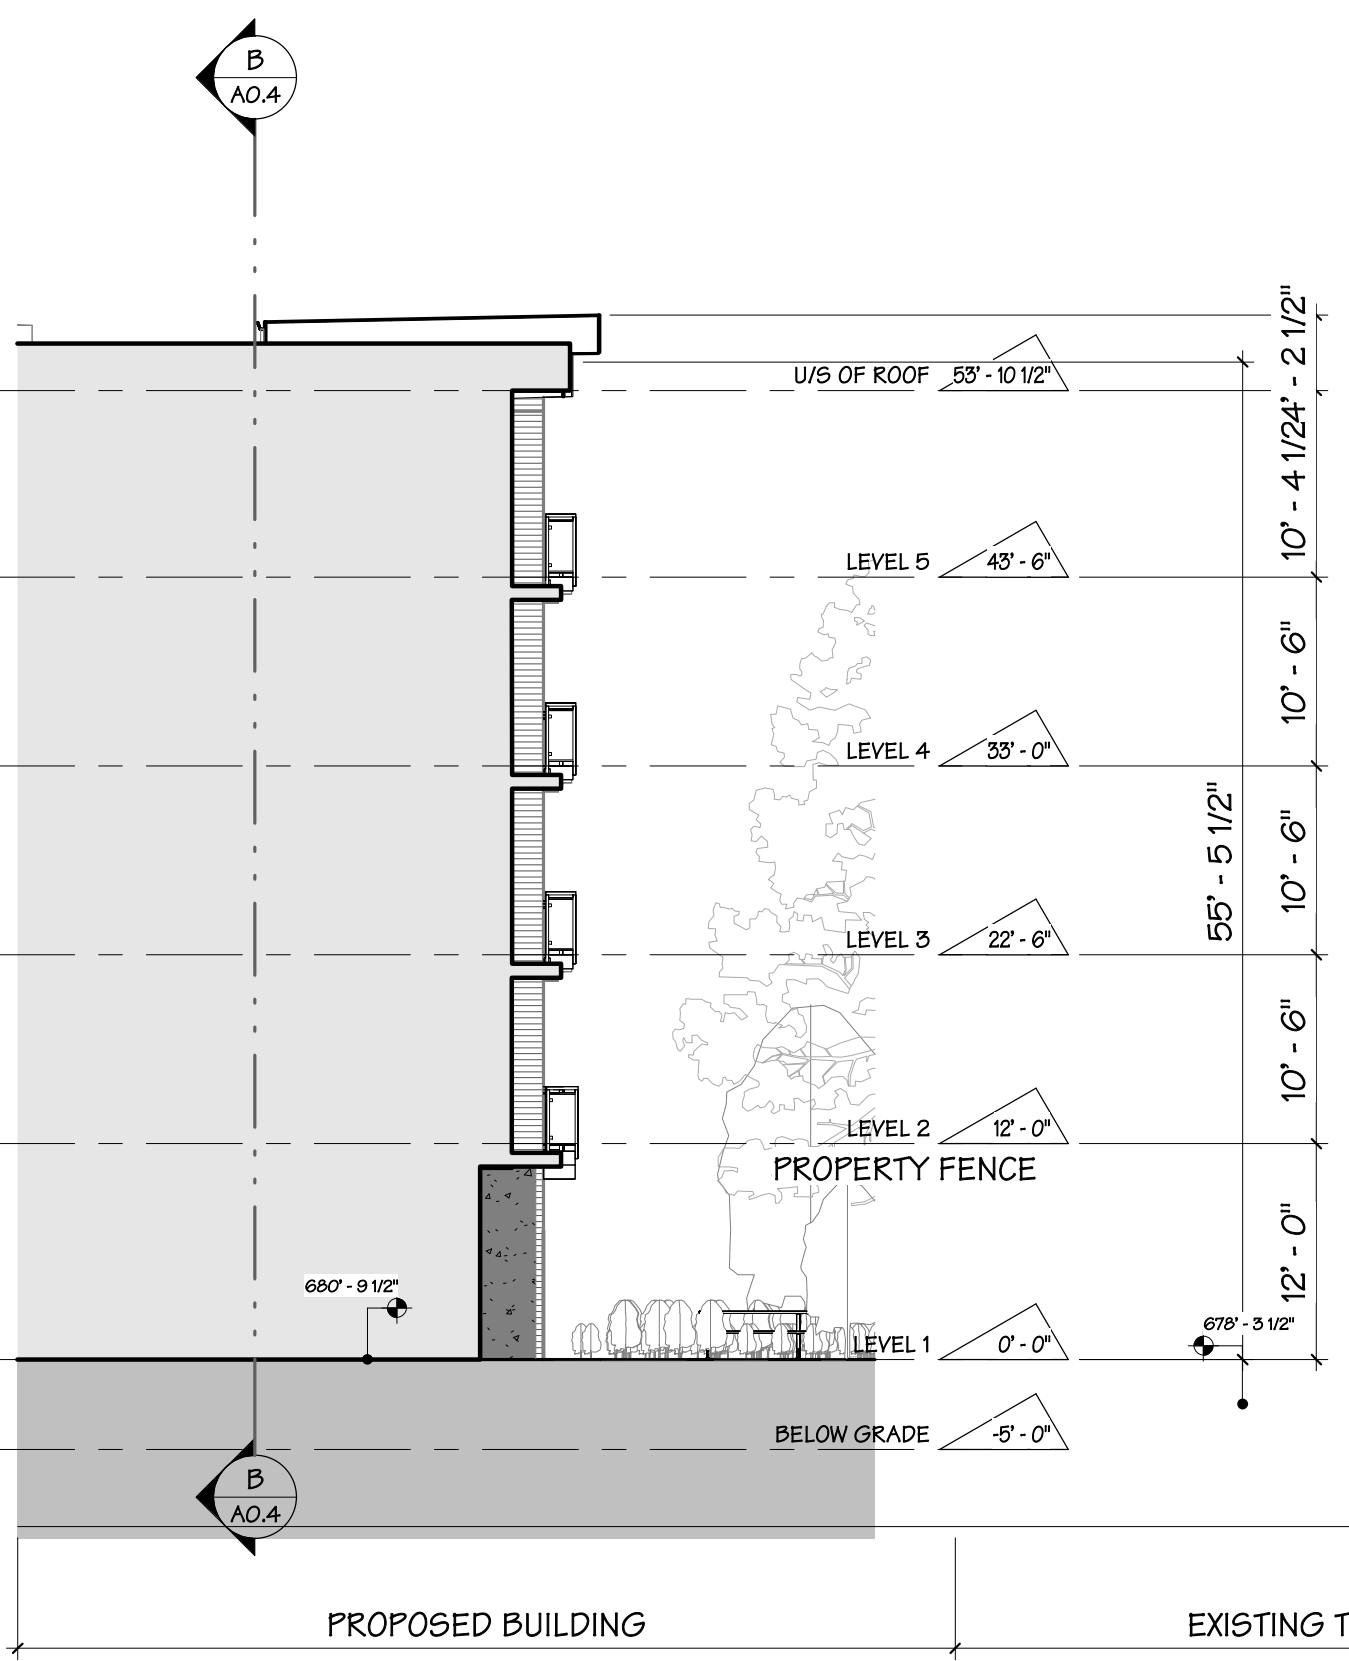 B
A0.4
4' - 2 1/2"
U/S OF ROOF 53' - 10 1/2"
10' - 4 1/2
LEVEL 5 43' - 6"
10' - 6"
LEVEL 4 33' - 0"
55' - 5 1/2"
10' - 6"
LEVEL 3 22' - 6"
10' - 6"
LEVEL 2 12' - 0"
PROPERTY FENCE
12' - 0"
680' - 9 1/2"
678' - 3 1/2"
LEVEL 1 0' - 0"
BELOW GRADE -5' - 0"
B
A0.4
PROPOSED BUILDING
EXISTING T